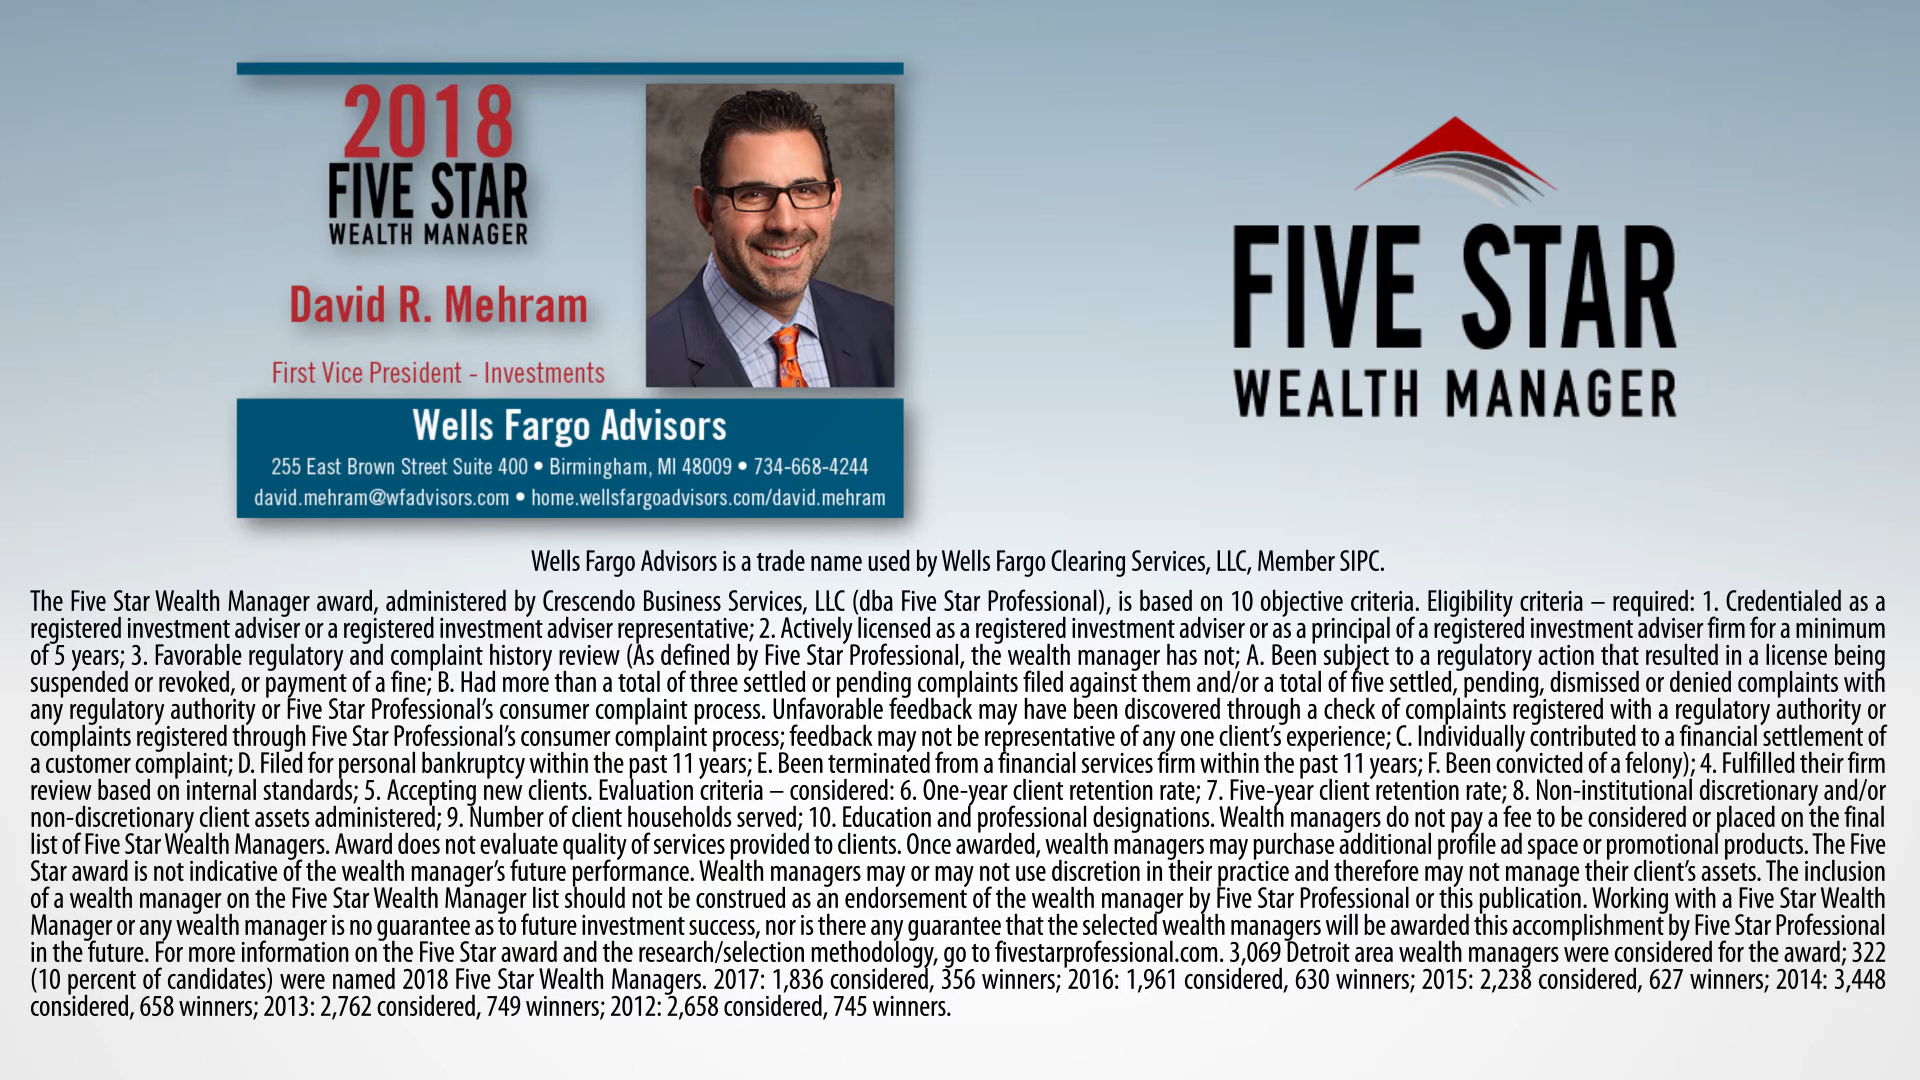 2018
FIVE STAR
WEALTH MANAGER
David R. Mehram
First Vice President - Investments
Wells Fargo Advisors
255 East Brown Street Suite 400 • Birmingham, MI 48009 • 734-668-4244
david.mehram@wfadvisors.com • home.wellsfargoadvisors.com/david.mehram
FIVE STAR
WEALTH MANAGER
Wells Fargo Advisors is a trade name used by Wells Fargo Clearing Services, LLC, Member SIPC.
The Five Star Wealth Manager award, administered by Crescendo Business Services, LLC (dba Five Star Professional), is based on 10 objective criteria. Eligibility criteria – required: 1. Credentialed as a
registered investment adviser or a registered investment adviser representative; 2. Actively licensed as a registered investment adviser or as a principal of a registered investment adviser firm for a minimum
of 5 years; 3. Favorable regulatory and complaint history review (As defined by Five Star Professional, the wealth manager has not; A. Been subject to a regulatory action that resulted in a license being
suspended or revoked, or payment of a fine; B. Had more than a total of three settled or pending complaints filed against them and/or a total of five settled, pending, dismissed or denied complaints with
any regulatory authority or Five Star Professional's consumer complaint process. Unfavorable feedback may have been discovered through a check of complaints registered with a regulatory authority or
complaints registered through Five Star Professional's consumer complaint process; feedback may not be representative of any one client's experience; C. Individually contributed to a financial settlement of
a customer complaint; D. Filed for personal bankruptcy within the past 11 years; E. Been terminated from a financial services firm within the past 11 years; F. Been convicted of a felony); 4. Fulfilled their firm
review based on internal standards; 5. Accepting new clients. Evaluation criteria – considered: 6. One-year client retention rate; 7. Five-year client retention rate; 8. Non-institutional discretionary and/or
non-discretionary client assets administered; 9. Number of client households served; 10. Education and professional designations. Wealth managers do not pay a fee to be considered or placed on the final
list of Five Star Wealth Managers. Award does not evaluate quality of services provided to clients. Once awarded, wealth managers may purchase additional profile ad space or promotional products. The Five
Star award is not indicative of the wealth manager's future performance. Wealth managers may or may not use discretion in their practice and therefore may not manage their client's assets. The inclusion
of a wealth manager on the Five Star Wealth Manager list should not be construed as an endorsement of the wealth manager by Five Star Professional or this publication. Working with a Five Star Wealth
Manager or any wealth manager is no guarantee as to future investment success, nor is there any guarantee that the selected wealth managers will be awarded this accomplishment by Five Star Professional
in the future. For more information on the Five Star award and the research/selection methodology, go to fivestarprofessional.com. 3,069 Detroit area wealth managers were considered for the award; 322
(10 percent of candidates) were named 2018 Five Star Wealth Managers. 2017: 1,836 considered, 356 winners; 2016: 1,961 considered, 630 winners; 2015: 2,238 considered, 627 winners; 2014: 3,448
considered, 658 winners; 2013: 2,762 considered, 749 winners; 2012: 2,658 considered, 745 winners.